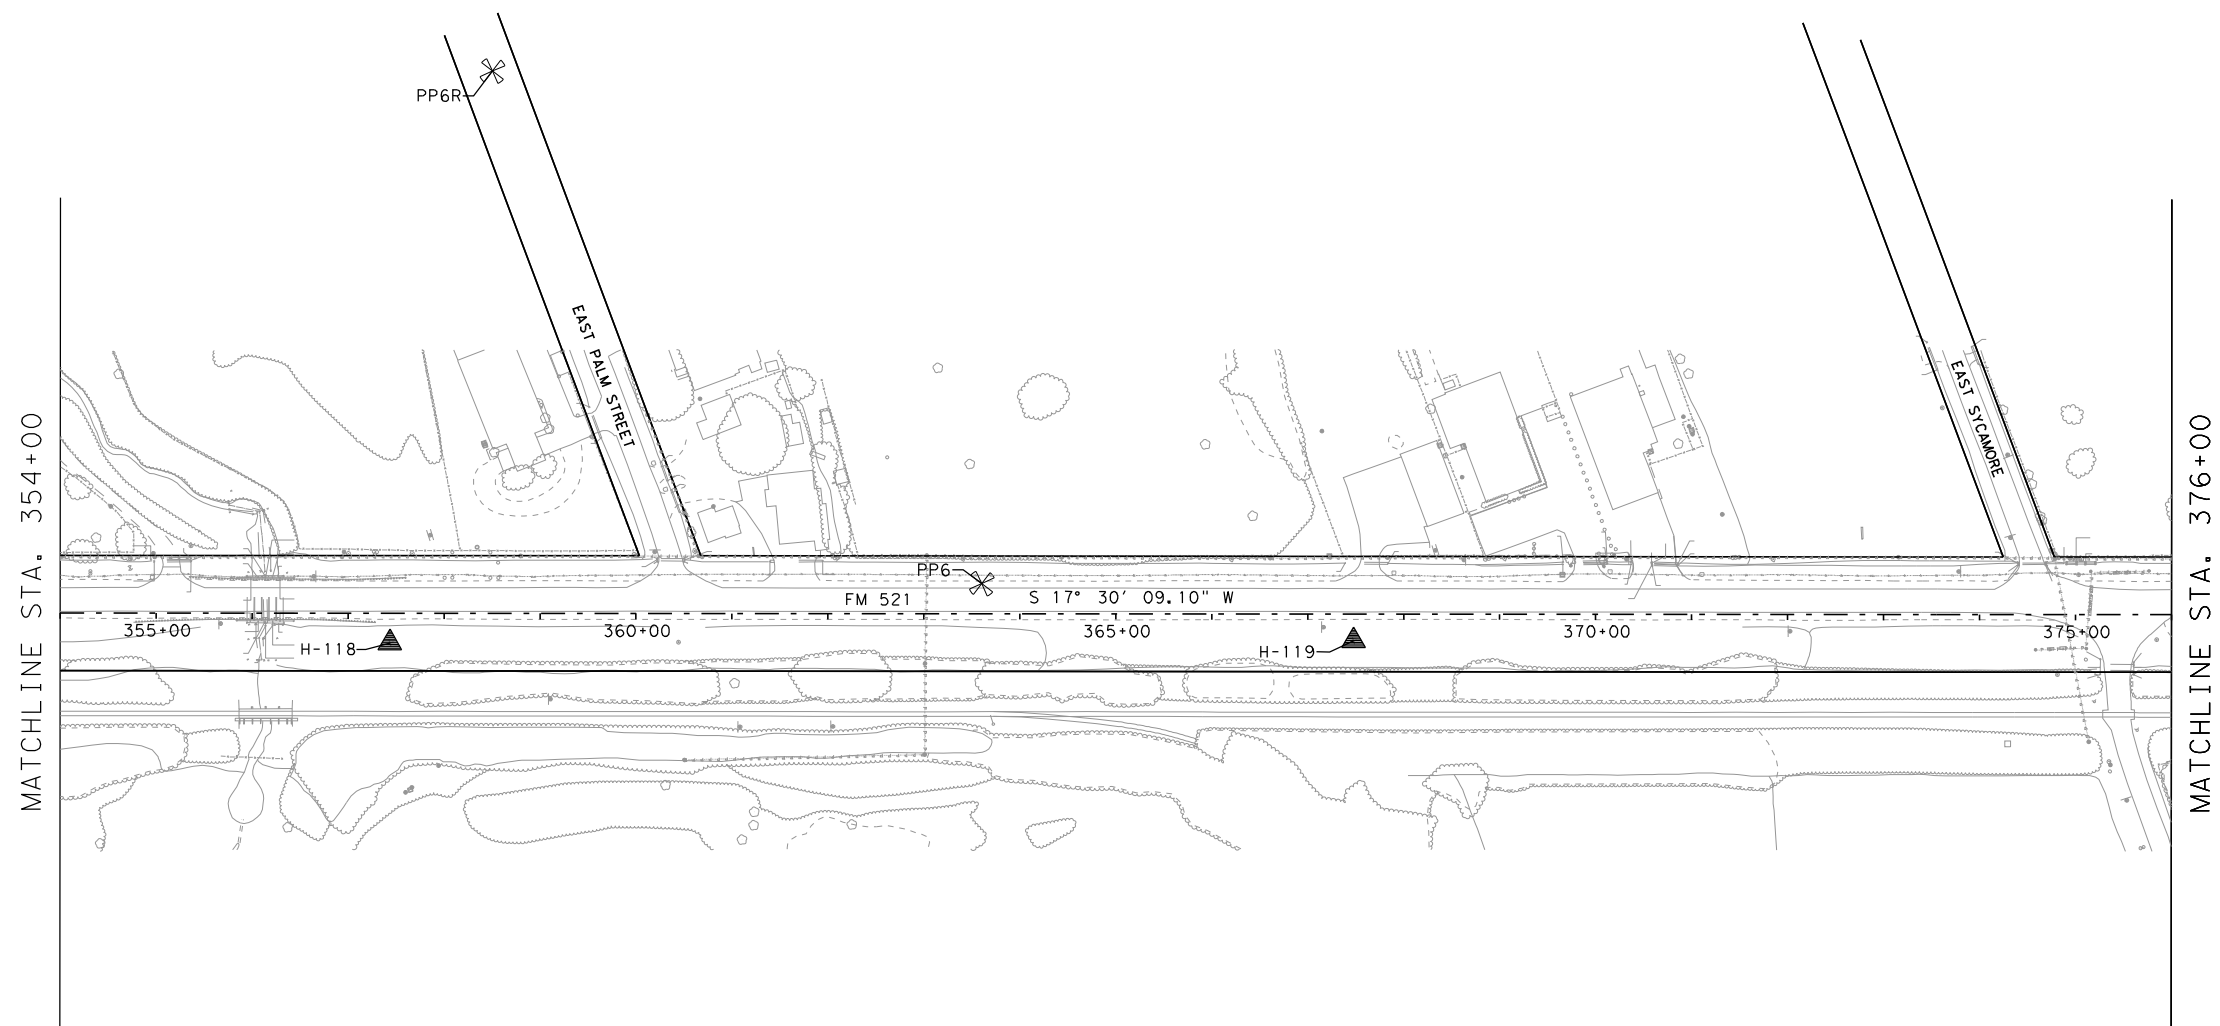 PP6R
EAST PALM STREET
EAST SYCAMORE
MATCHLINE STA. 354+00
MATCHLINE STA. 376+00
PP6
FM 521
S 17° 30' 09.10" W
355+00
360+00
365+00
370+00
375+00
H-118
H-119